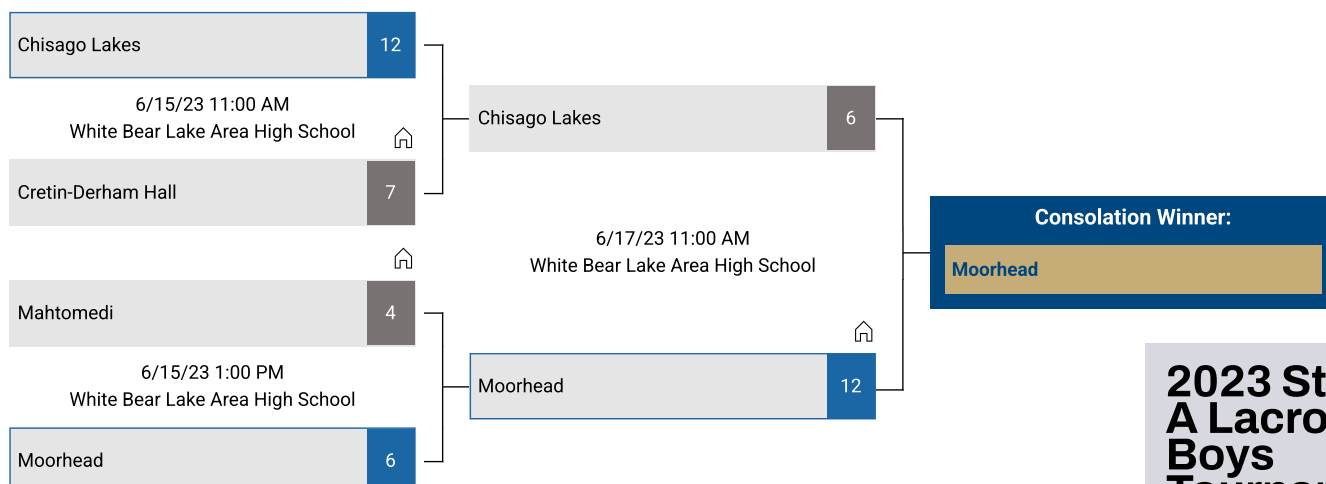 Chisago Lakes 12
6/15/23 11:00 AM
White Bear Lake Area High School
Cretin-Derham Hall 7
Mahtomedi 4
6/15/23 1:00 PM
White Bear Lake Area High School
Moorhead 6
Chisago Lakes 6
6/17/23 11:00 AM
White Bear Lake Area High School
Moorhead 12
Consolation Winner:
Moorhead
2023 St
A Lacro
Boys